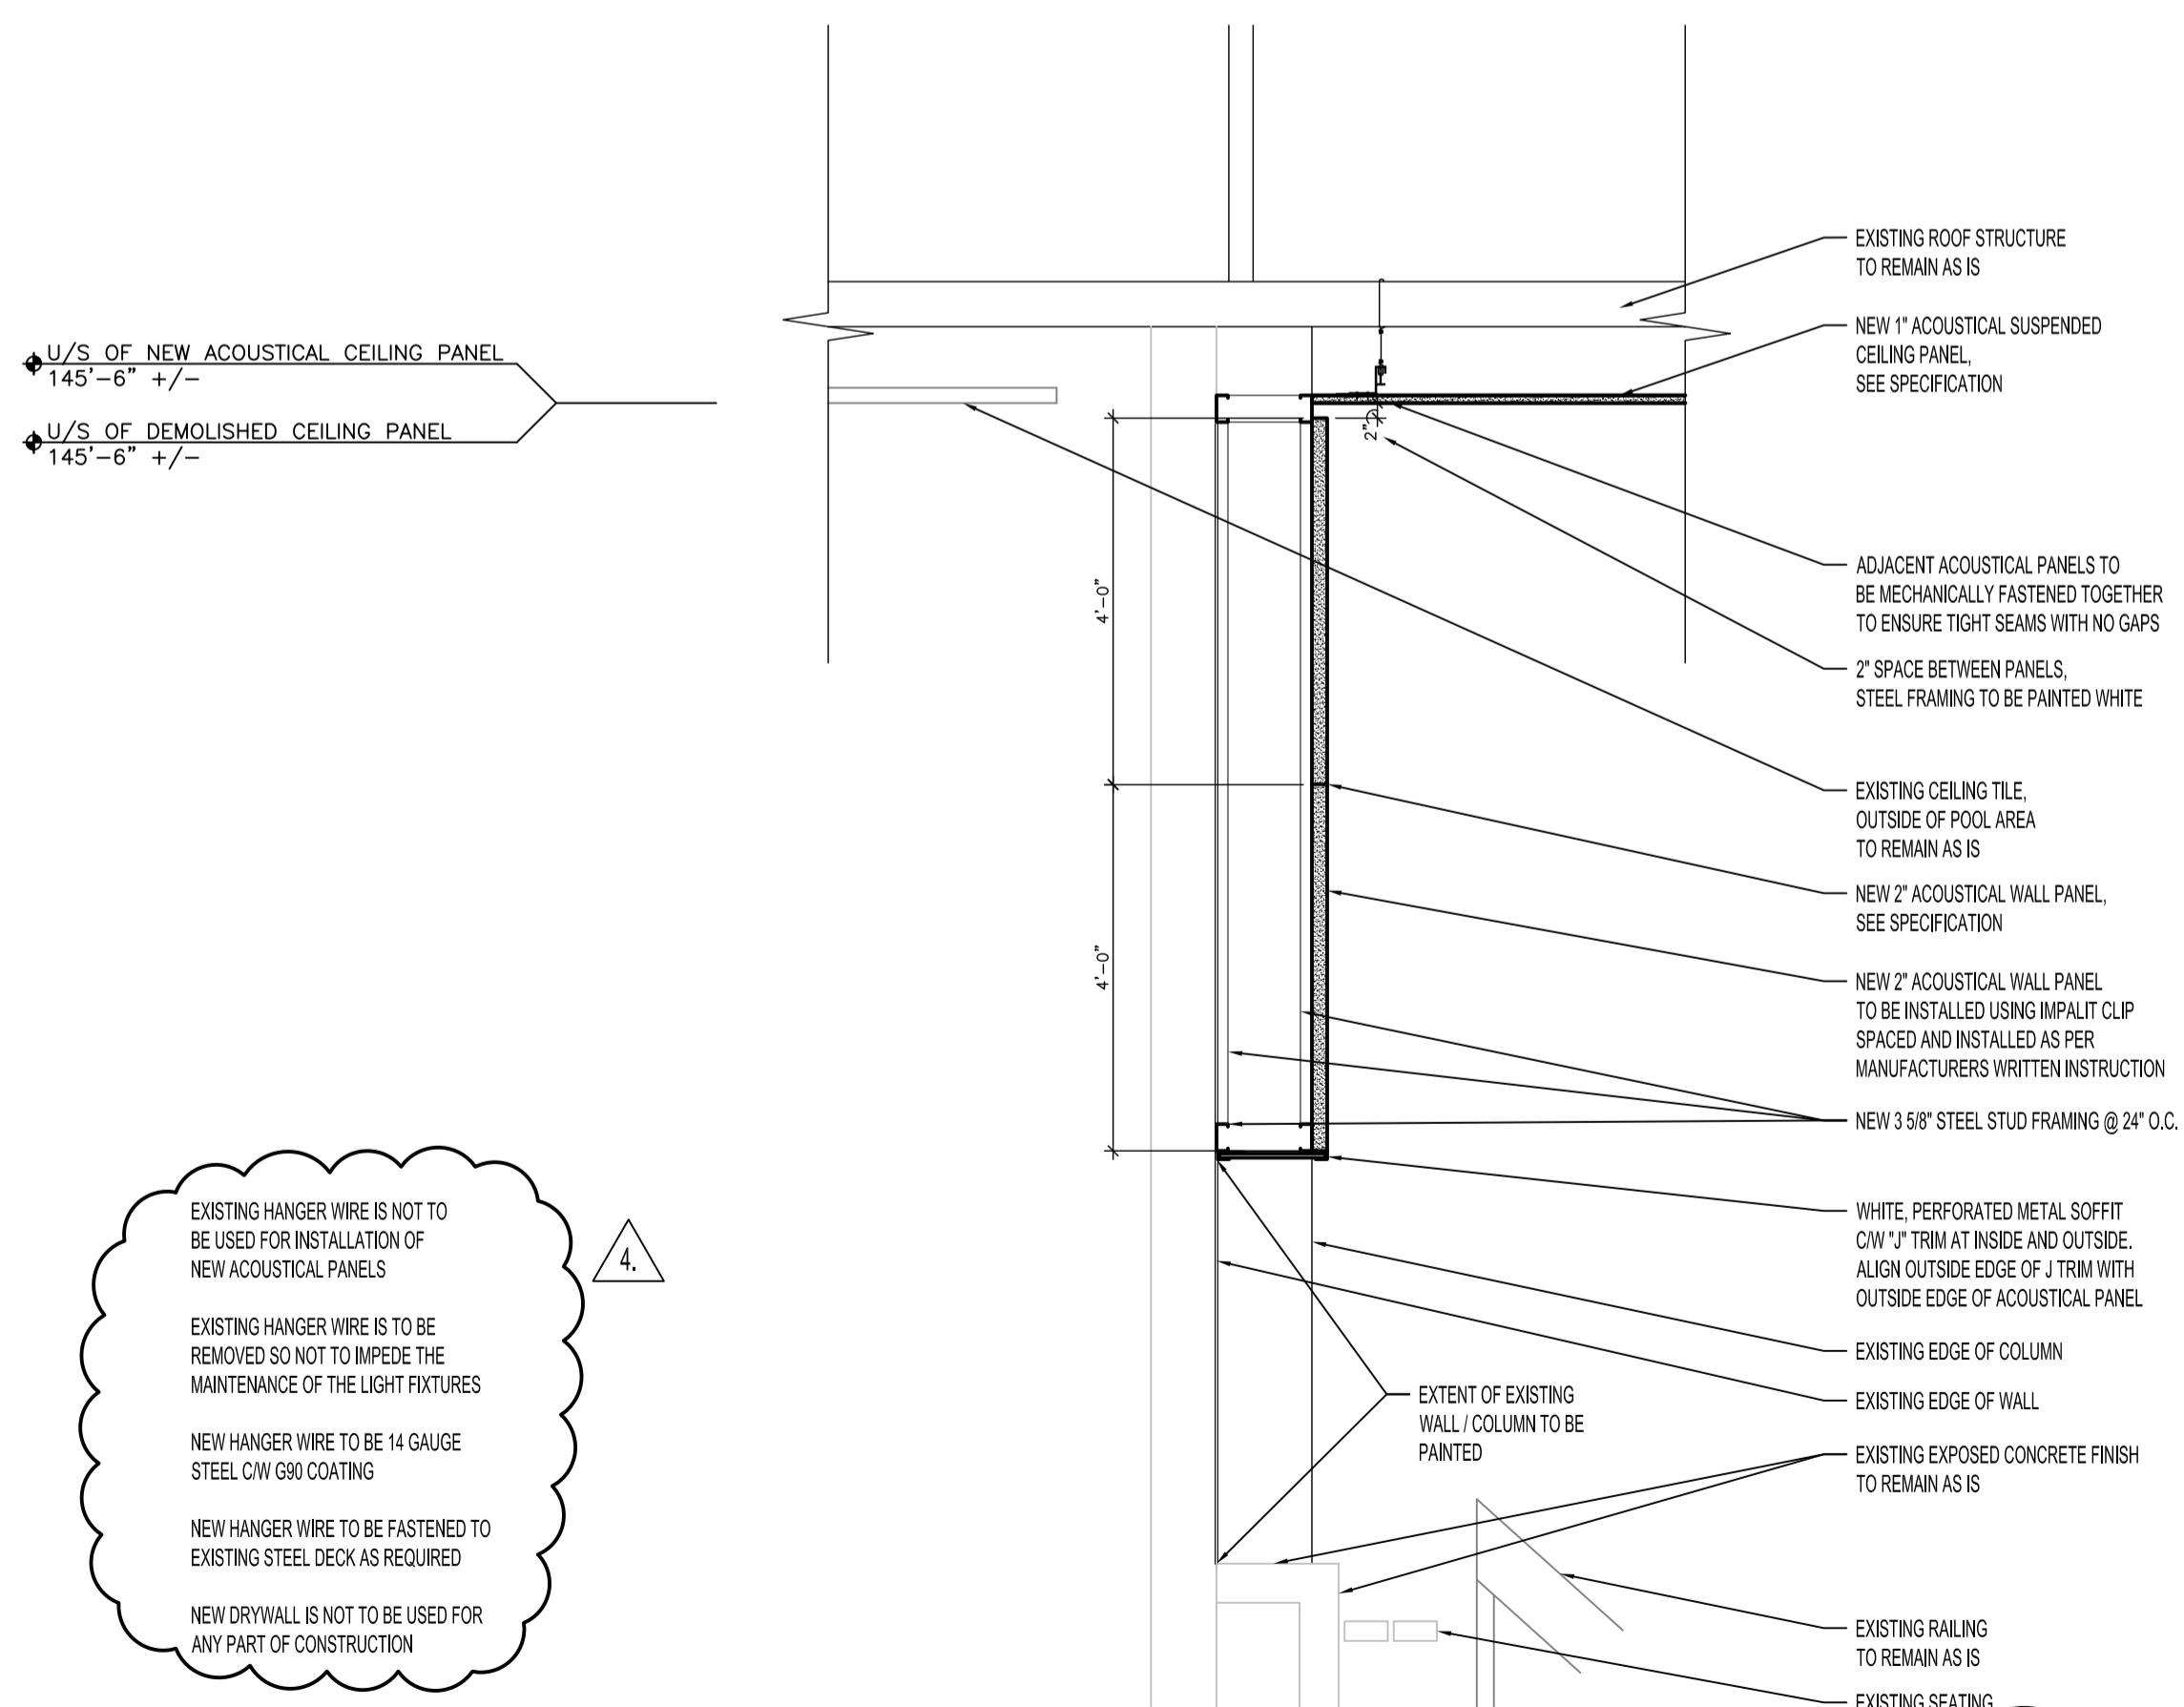 U/S OF NEW ACOUSTICAL CEILING PANEL
145'-6" +/-
U/S OF DEMOLISHED CEILING PANEL
145'-6" +/-
2"
4'-0"
4'-0"
EXISTING ROOF STRUCTURE
TO REMAIN AS IS
NEW 1" ACOUSTICAL SUSPENDED
CEILING PANEL,
SEE SPECIFICATION
ADJACENT ACOUSTICAL PANELS TO
BE MECHANICALLY FASTENED TOGETHER
TO ENSURE TIGHT SEAMS WITH NO GAPS
2" SPACE BETWEEN PANELS,
STEEL FRAMING TO BE PAINTED WHITE
EXISTING CEILING TILE,
OUTSIDE OF POOL AREA
TO REMAIN AS IS
NEW 2" ACOUSTICAL WALL PANEL,
SEE SPECIFICATION
NEW 2" ACOUSTICAL WALL PANEL
TO BE INSTALLED USING IMPALIT CLIP
SPACED AND INSTALLED AS PER
MANUFACTURERS WRITTEN INSTRUCTION
NEW 3 5/8" STEEL STUD FRAMING @ 24" O.C.
WHITE, PERFORATED METAL SOFFIT
C/W "J" TRIM AT INSIDE AND OUTSIDE.
ALIGN OUTSIDE EDGE OF J TRIM WITH
OUTSIDE EDGE OF ACOUSTICAL PANEL
EXISTING EDGE OF COLUMN
EXISTING EDGE OF WALL
EXISTING EXPOSED CONCRETE FINISH
TO REMAIN AS IS
EXISTING RAILING
TO REMAIN AS IS
EXISTING SEATING
EXTENT OF EXISTING
WALL / COLUMN TO BE
PAINTED
EXISTING HANGER WIRE IS NOT TO
BE USED FOR INSTALLATION OF
NEW ACOUSTICAL PANELS
EXISTING HANGER WIRE IS TO BE
REMOVED SO NOT TO IMPEDE THE
MAINTENANCE OF THE LIGHT FIXTURES
NEW HANGER WIRE TO BE 14 GAUGE
STEEL C/W G90 COATING
NEW HANGER WIRE TO BE FASTENED TO
EXISTING STEEL DECK AS REQUIRED
NEW DRYWALL IS NOT TO BE USED FOR
ANY PART OF CONSTRUCTION
4.